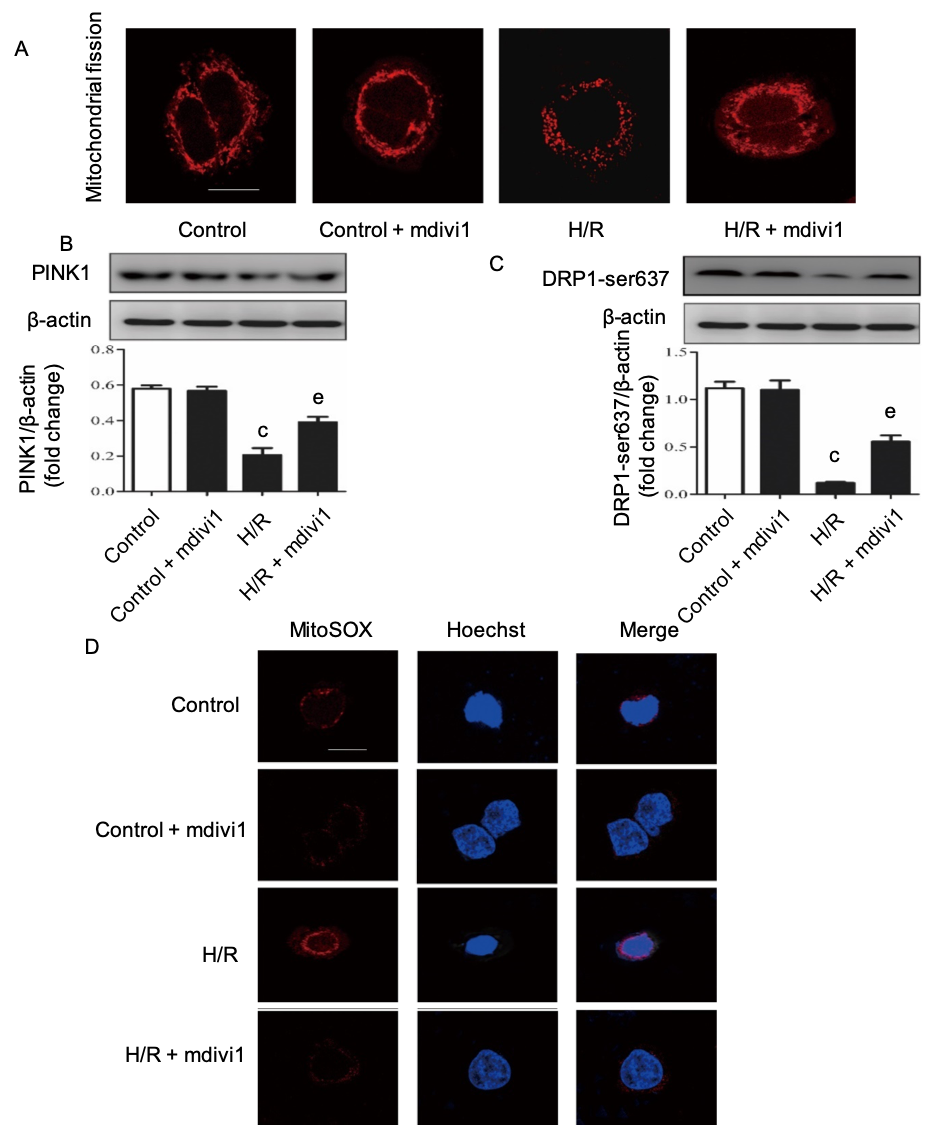 A
Mitochondrial fission
Control
Control + mdivi1
H/R
H/R + mdivi1
B
PINK1
β-actin
0.8
0.6
0.4
0.2
0.0
PINK1/β-actin
(fold change)
c
e
Control
Control + mdivi1
H/R
H/R + mdivi1
C
DRP1-ser637
β-actin
1.5
1.0
0.5
0.0
DRP1-ser637/β-actin
(fold change)
c
e
Control
Control + mdivi1
H/R
H/R + mdivi1
D
MitoSOX
Hoechst
Merge
Control
Control + mdivi1
H/R
H/R + mdivi1